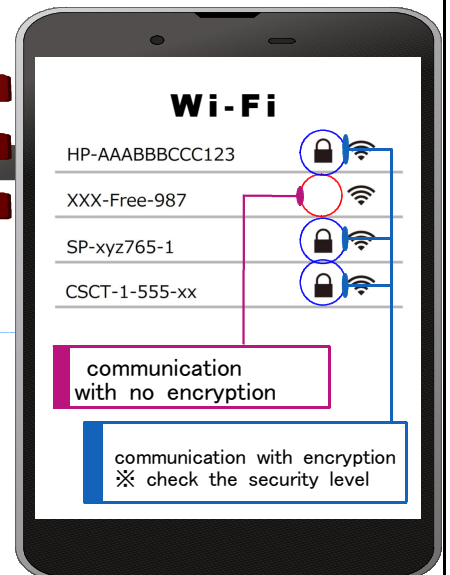 Wi-Fi
HP-AAABBBCCC123
XXX-Free-987
SP-xyz765-1
CSCT-1-555-xx
communication
with no encryption
communication with encryption
※ check the security level